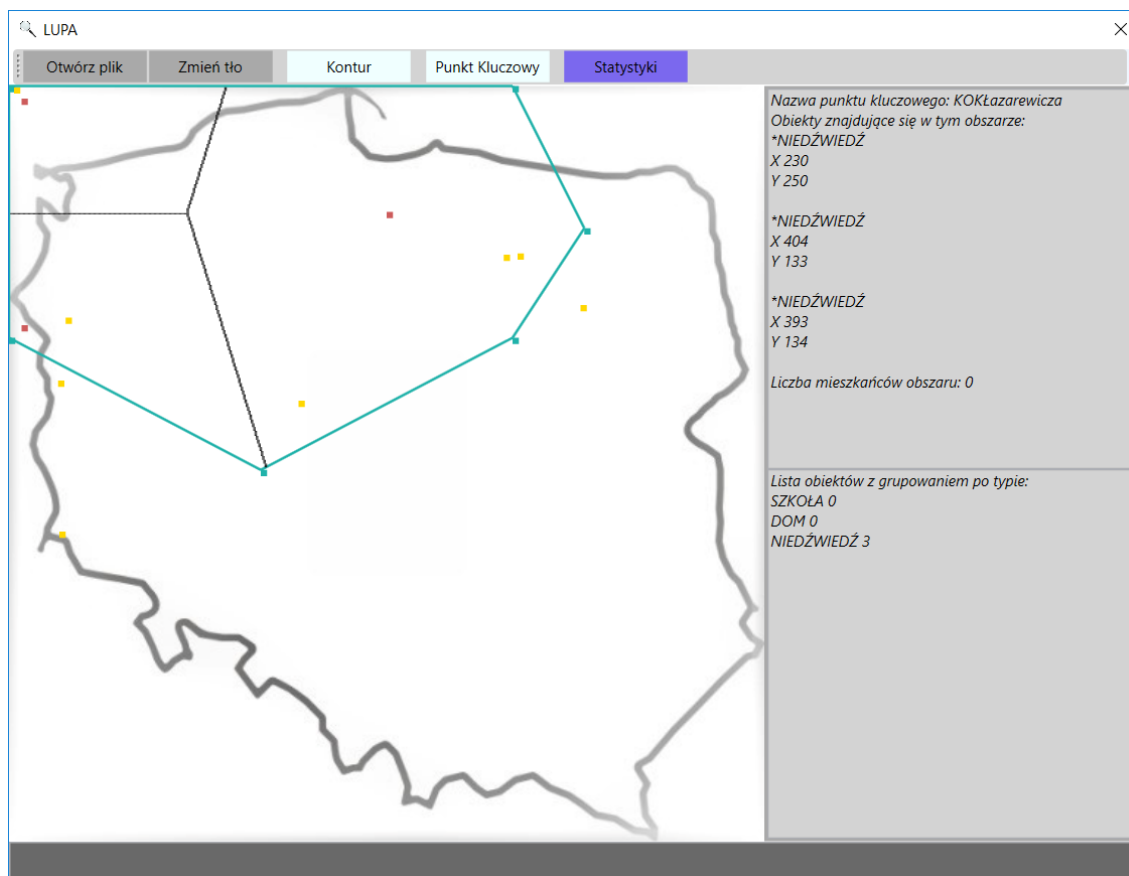 LUPA
Otwórz plik Zmień tło Kontur Punkt Kluczowy Statystyki
Nazwa punktu kluczowego: KOKŁazarewicza
Obiekty znajdujące się w tym obszarze:
*NIEDŹWIEDŹ
X 230
Y 250
*NIEDŹWIEDŹ
X 404
Y 133
*NIEDŹWIEDŹ
X 393
Y 134
Liczba mieszkańców obszaru: 0
Lista obiektów z grupowaniem po typie:
SZKOŁA 0
DOM 0
NIEDŹWIEDŹ 3